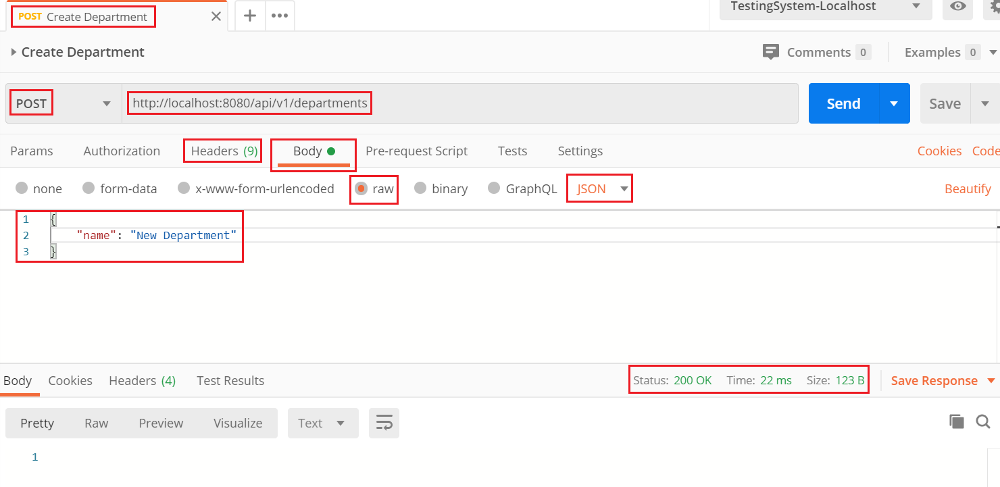 POST Create Department
TestingSystem-Localhost
Create Department
Comments 0 Examples 0
POST http://localhost:8080/api/v1/departments Send Save
Params Authorization Headers (9) Body Pre-request Script Tests Settings Cookies Code
none form-data x-www-form-urlencoded raw binary GraphQL JSON Beautify
1 {
2 "name": "New Department"
3 }
Body Cookies Headers (4) Test Results Status: 200 OK Time: 22 ms Size: 123 B Save Response
Pretty Raw Preview Visualize Text
1